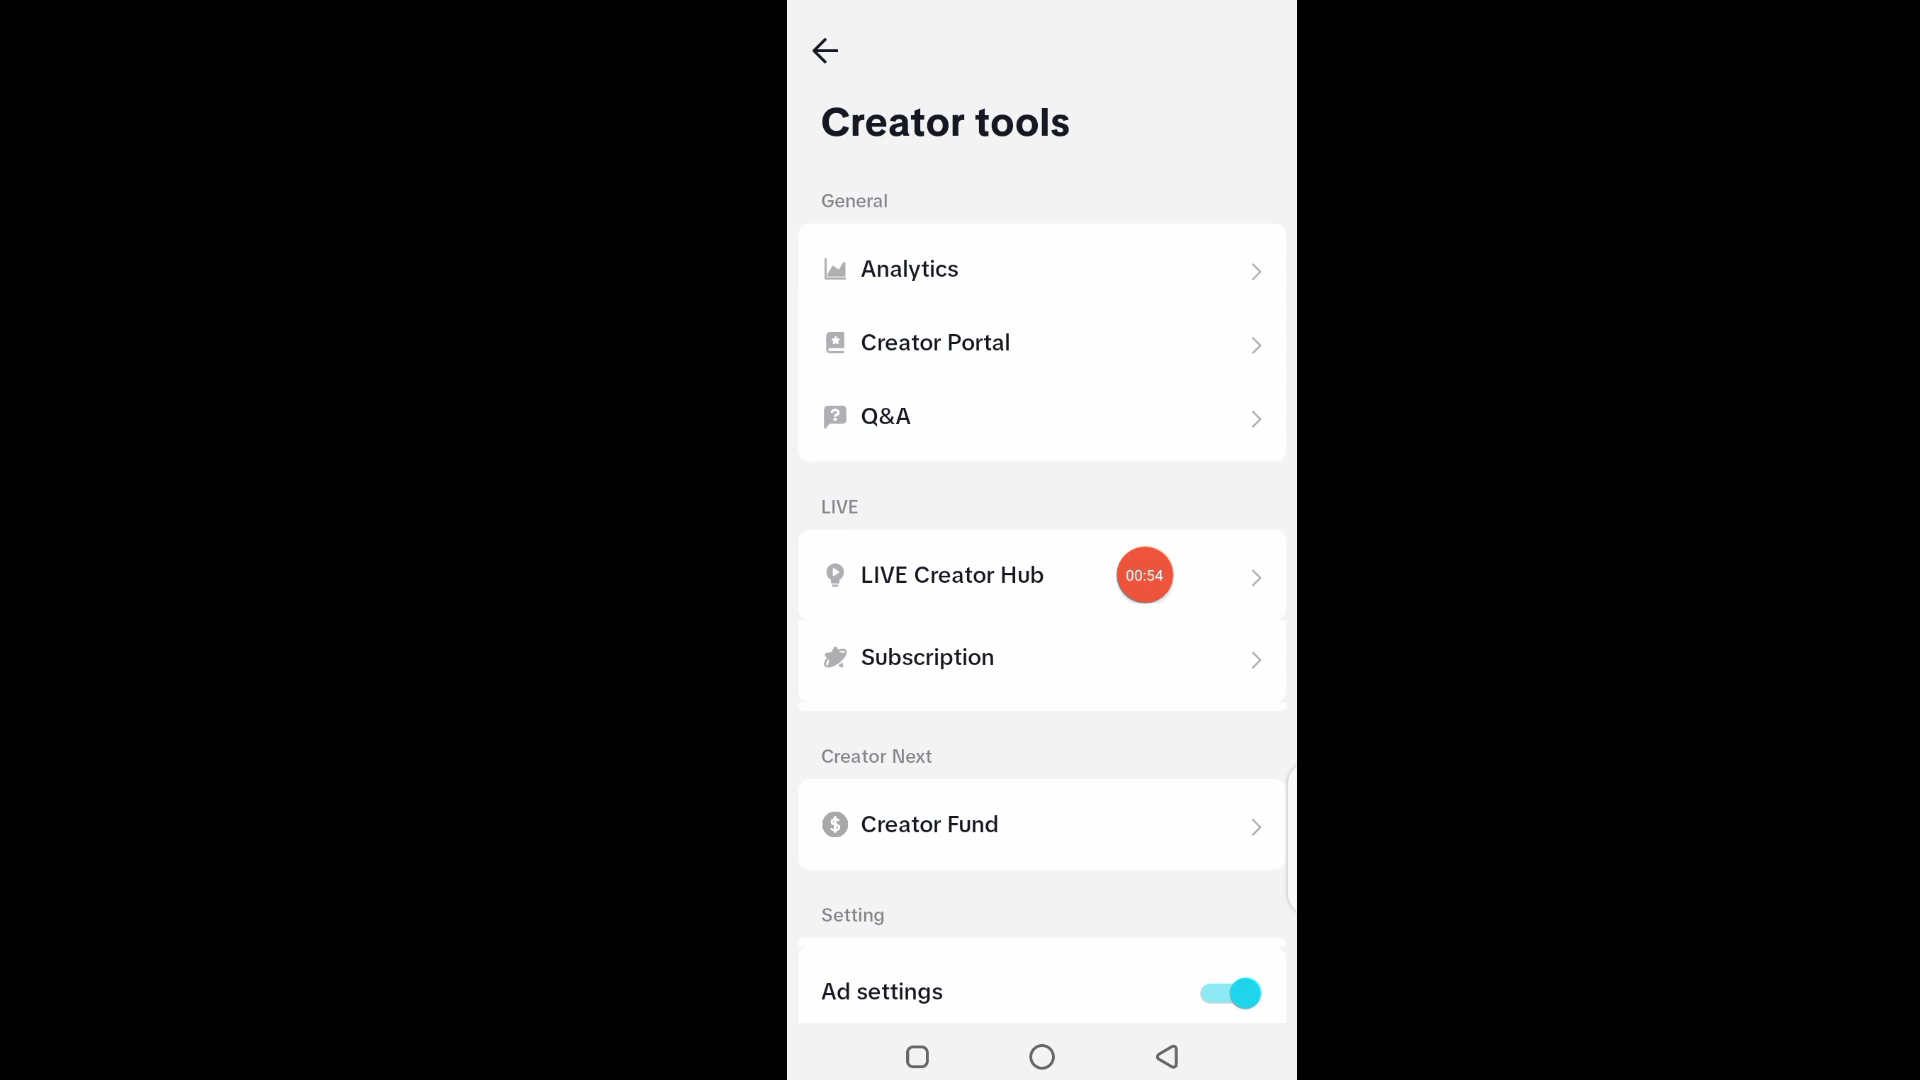 Creator tools
General
Analytics
Creator Portal
Q&A
LIVE
LIVE Creator Hub
00:54
Subscription
Creator Next
Creator Fund
Setting
Ad settings